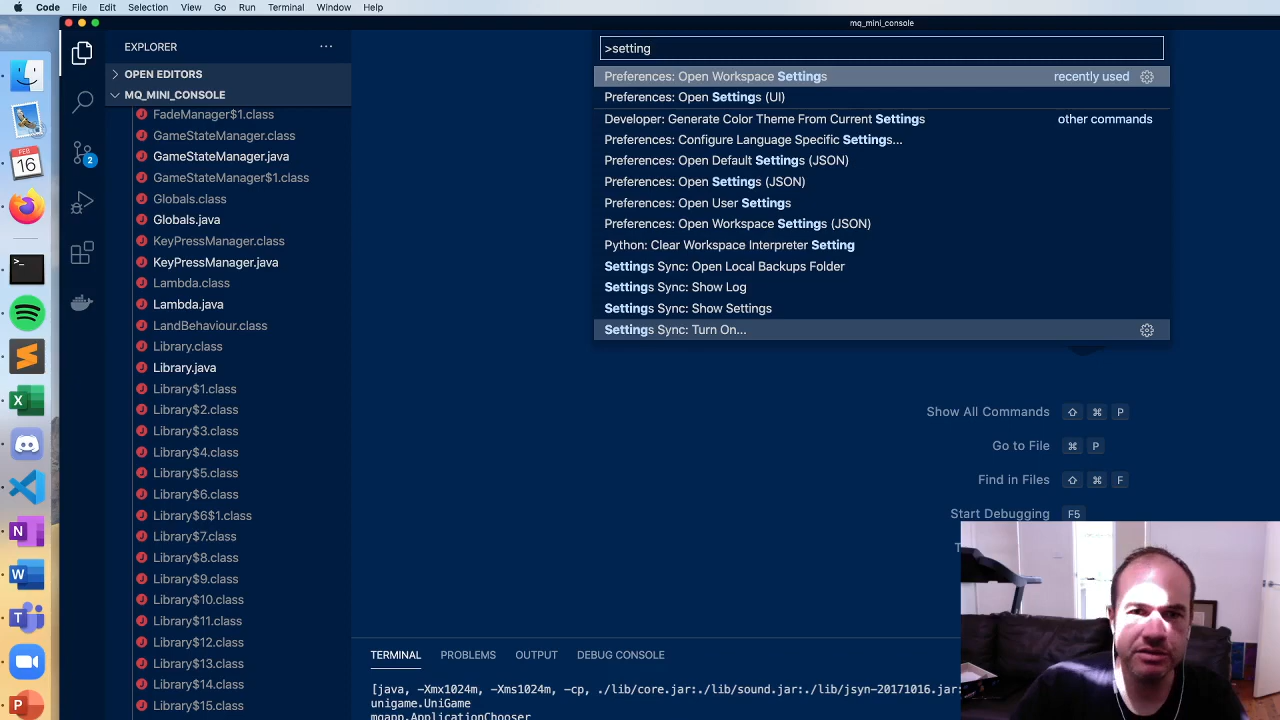 Code File Edit Selection View Go Run Terminal Window Help
mq_mini_console
FEB
16
2
EXPLORER
OPEN EDITORS
MQ_MINI_CONSOLE
FadeManager$1.class
GameStateManager.class
GameStateManager.java
GameStateManager$1.class
Globals.class
Globals.java
KeyPressManager.class
KeyPressManager.java
Lambda.class
Lambda.java
LandBehaviour.class
Library.class
Library.java
Library$1.class
Library$2.class
Library$3.class
Library$4.class
Library$5.class
Library$6.class
Library$6$1.class
Library$7.class
Library$8.class
Library$9.class
Library$10.class
Library$11.class
Library$12.class
Library$13.class
Library$14.class
Library$15.class
>setting
Preferences: Open Workspace Settings recently used
Preferences: Open Settings (UI)
Developer: Generate Color Theme From Current Settings other commands
Preferences: Configure Language Specific Settings...
Preferences: Open Default Settings (JSON)
Preferences: Open Settings (JSON)
Preferences: Open User Settings
Preferences: Open Workspace Settings (JSON)
Python: Clear Workspace Interpreter Setting
Settings Sync: Open Local Backups Folder
Settings Sync: Show Log
Settings Sync: Show Settings
Settings Sync: Turn On...
Show All Commands ⇧ ⌘ P
Go to File ⌘ P
Find in Files ⇧ ⌘ F
Start Debugging F5
TERMINAL PROBLEMS OUTPUT DEBUG CONSOLE
[java, -Xmx1024m, -Xms1024m, -cp, ./lib/core.jar:./lib/sound.jar:./lib/jsyn-20171016.jar:
unigame.UniGame
mqapp.ApplicationChooser